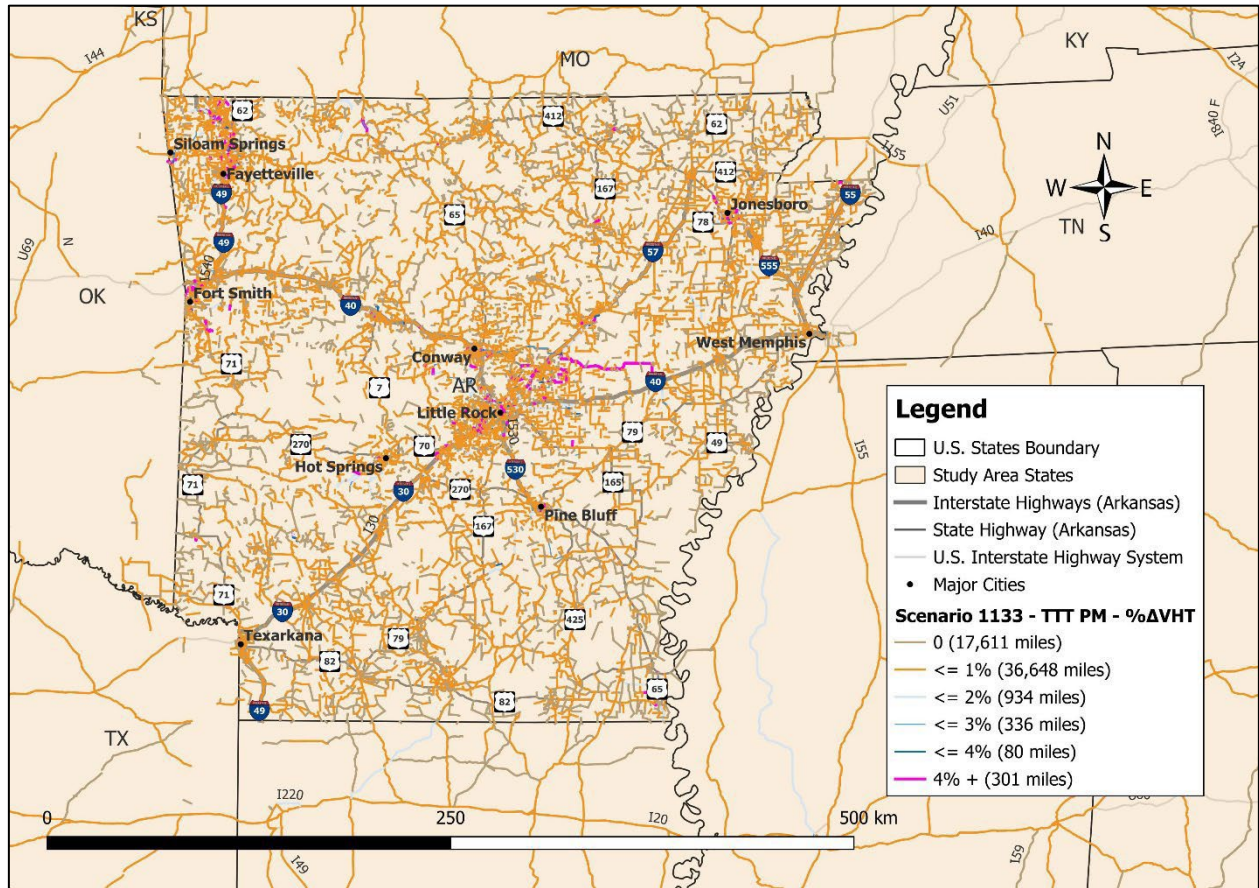 KS
I44
MO
KY
I24
U51
I840 F
I81
62
412
62
I155
Siloam Springs
Fayetteville
412
49
167
Jonesboro
55
N
W E
S
65
78
I40
TN
U69
N
49
57
555
I540
OK
Fort Smith
40
West Memphis
Conway
71
7
AR
40
Little Rock
I530
79
49
I55
270
70
Hot Springs
71
530
165
30
270
I30
Pine Bluff
167
71
30
425
Texarkana
79
82
65
82
49
TX
I220
0
250
500 km
I20
I49
I59
Legend
U.S. States Boundary
Study Area States
Interstate Highways (Arkansas)
State Highway (Arkansas)
U.S. Interstate Highway System
Major Cities
Scenario 1133 - TTT PM - %ΔVHT
0 (17,611 miles)
<= 1% (36,648 miles)
<= 2% (934 miles)
<= 3% (336 miles)
<= 4% (80 miles)
4% + (301 miles)